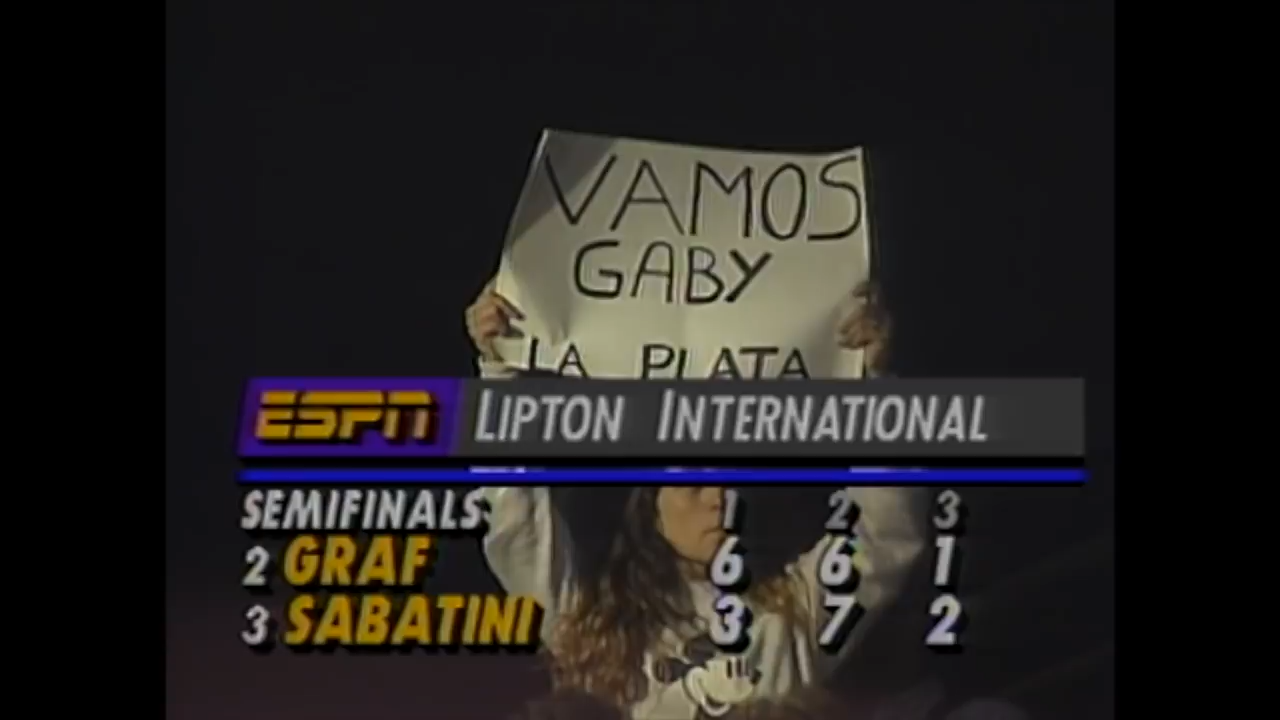 VAMOS
GABY
LA PLATA
ESPN LIPTON INTERNATIONAL
SEMIFINALS 1 2 3
2 GRAF 6 6 1
3 SABATINI 3 7 2